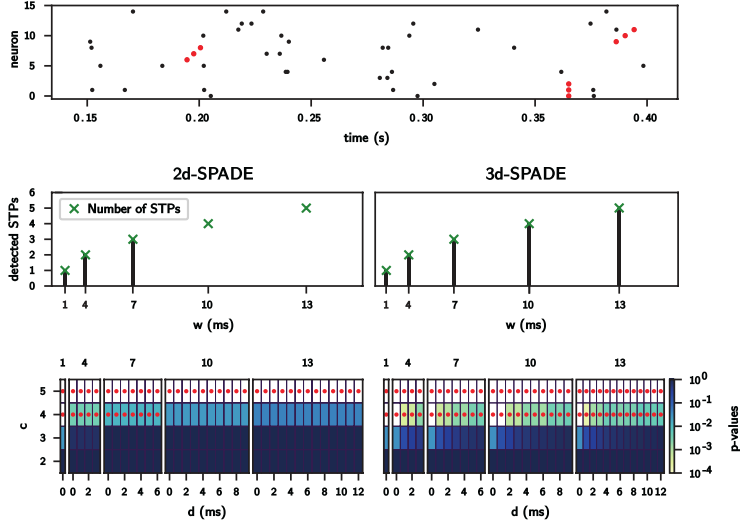 15
10
5
0
neuron
0.15 0.20 0.25 0.30 0.35 0.40
time (s)
2d-SPADE 3d-SPADE
6
5
4
3
2
1
0
detected STPs
Number of STPs
1 4 7 10 13 1 4 7 10 13
w (ms) w (ms)
1 4 7 10 13 1 4 7 10 13
5
4
3
2
c
10^0
10^-1
10^-2
10^-3
10^-4
p-values
0 0 2 0 2 4 6 0 2 4 6 8 0 2 4 6 8 10 12 0 0 2 0 2 4 6 0 2 4 6 8 0 2 4 6 8 10 12
d (ms) d (ms)